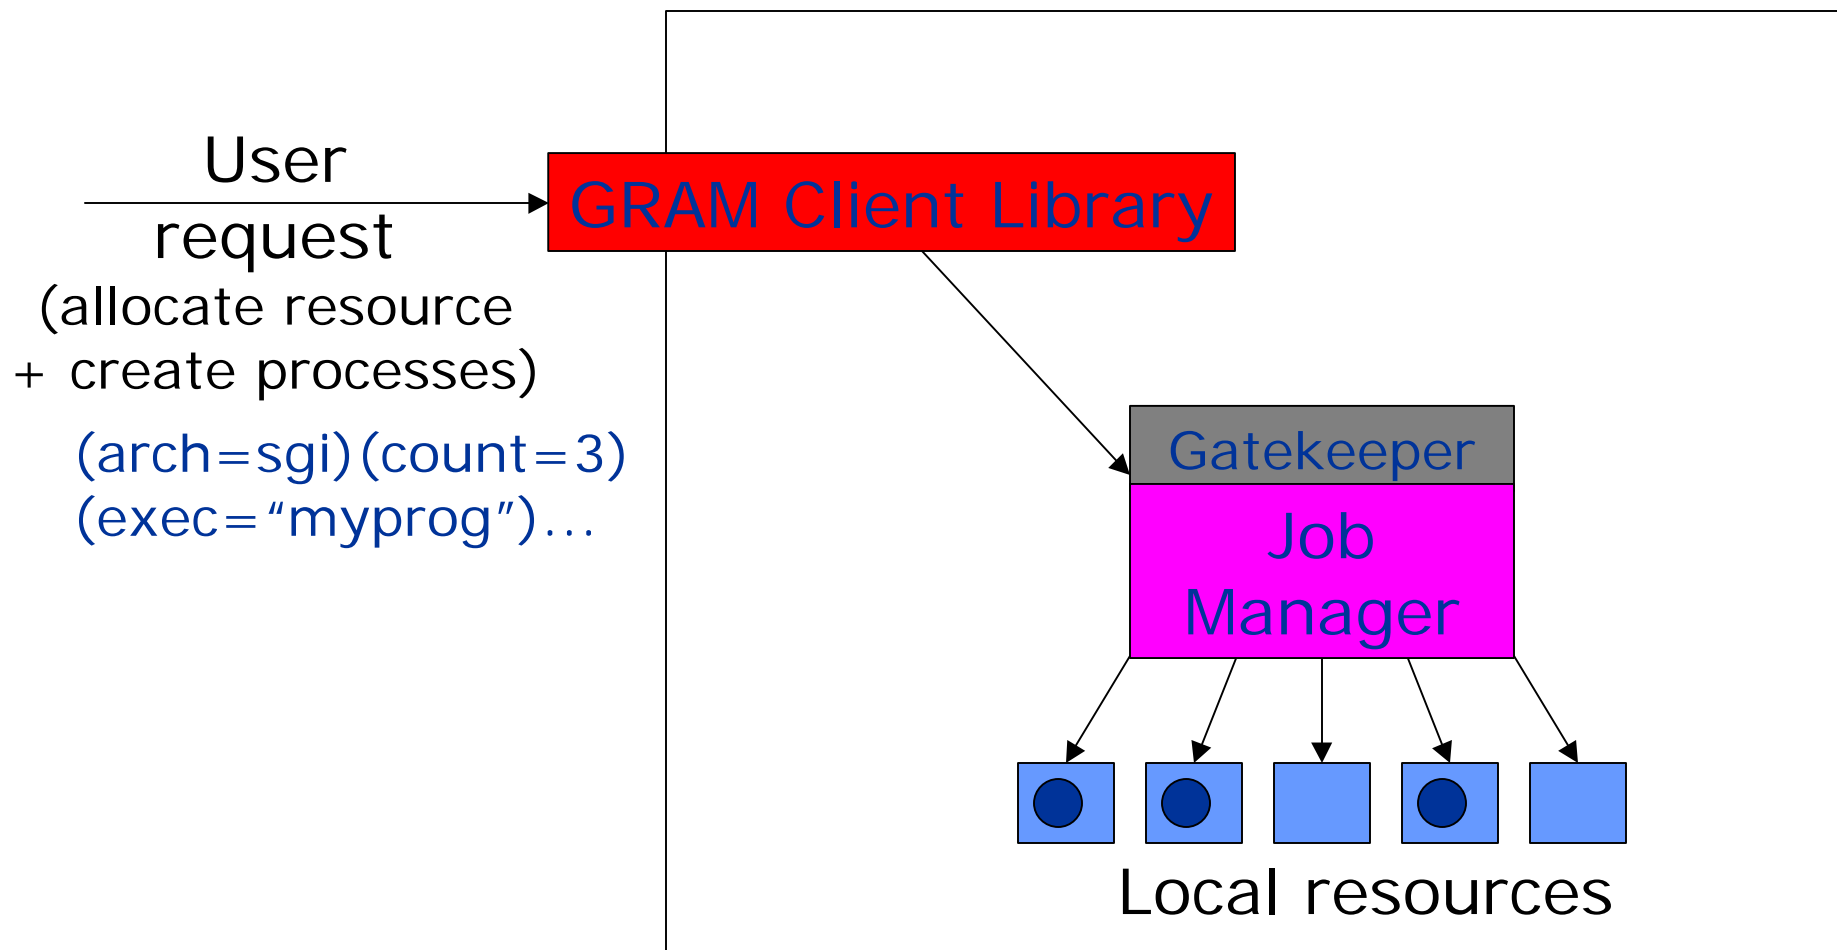 User
request
(allocate resource
+ create processes)
(arch=sgi)(count=3)
(exec=“myprog”)...
GRAM Client Library
Gatekeeper
Job
Manager
Local resources